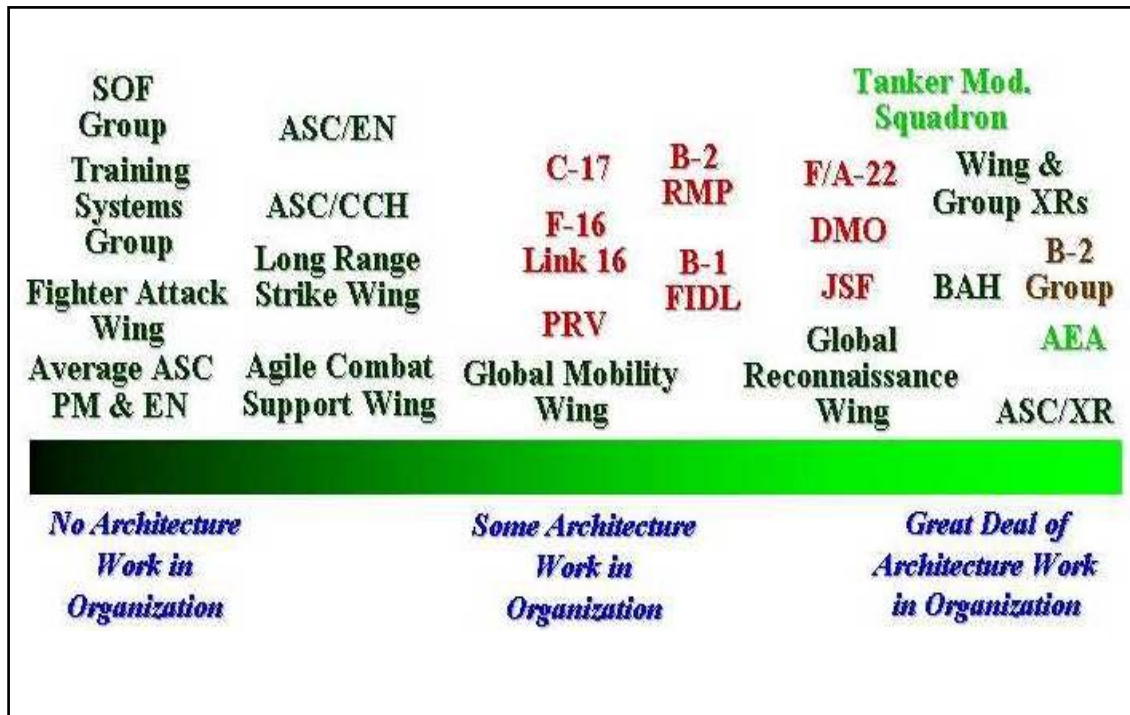 SOF
Group
Training
Systems
Group
Fighter Attack
Wing
Average ASC
PM & EN
ASC/EN
ASC/CCH
Long Range
Strike Wing
Agile Combat
Support Wing
C-17
F-16
Link 16
PRV
B-2
RMP
B-1
FIDL
Global Mobility
Wing
Tanker Mod.
Squadron
F/A-22
DMO
JSF
Global
Reconnaissance
Wing
Wing &
Group XRs
BAH
B-2
Group
AEA
ASC/XR
No Architecture
Work in
Organization
Some Architecture
Work in
Organization
Great Deal of
Architecture Work
in Organization